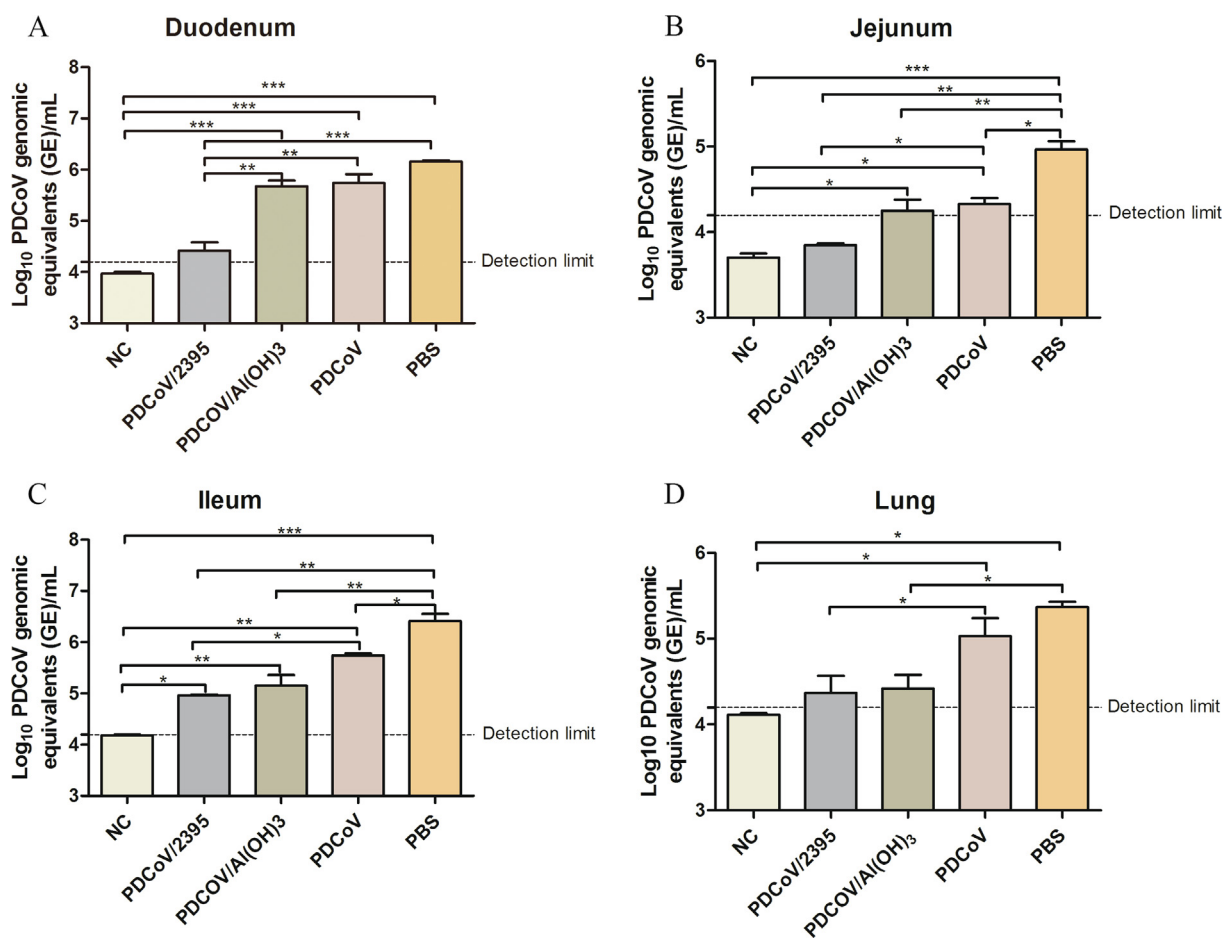 A
Duodenum
Log10 PDCoV genomic
equivalents (GE)/mL
8
7
6
5
4
3
***
***
***
***
**
**
Detection limit
NC
PDCoV/2395
PDCOV/Al(OH)3
PDCoV
PBS
B
Jejunum
Log10 PDCoV genomic
equivalents (GE)/mL
6
5
4
3
***
**
**
*
*
*
*
Detection limit
NC
PDCoV/2395
PDCOV/Al(OH)3
PDCoV
PBS
C
Ileum
Log10 PDCoV genomic
equivalents (GE)/mL
8
7
6
5
4
3
***
**
**
*
**
*
**
*
Detection limit
NC
PDCoV/2395
PDCOV/Al(OH)3
PDCoV
PBS
D
Lung
Log10 PDCoV genomic
equivalents (GE)/mL
6
5
4
3
*
*
*
*
Detection limit
NC
PDCoV/2395
PDCOV/Al(OH)3
PDCoV
PBS